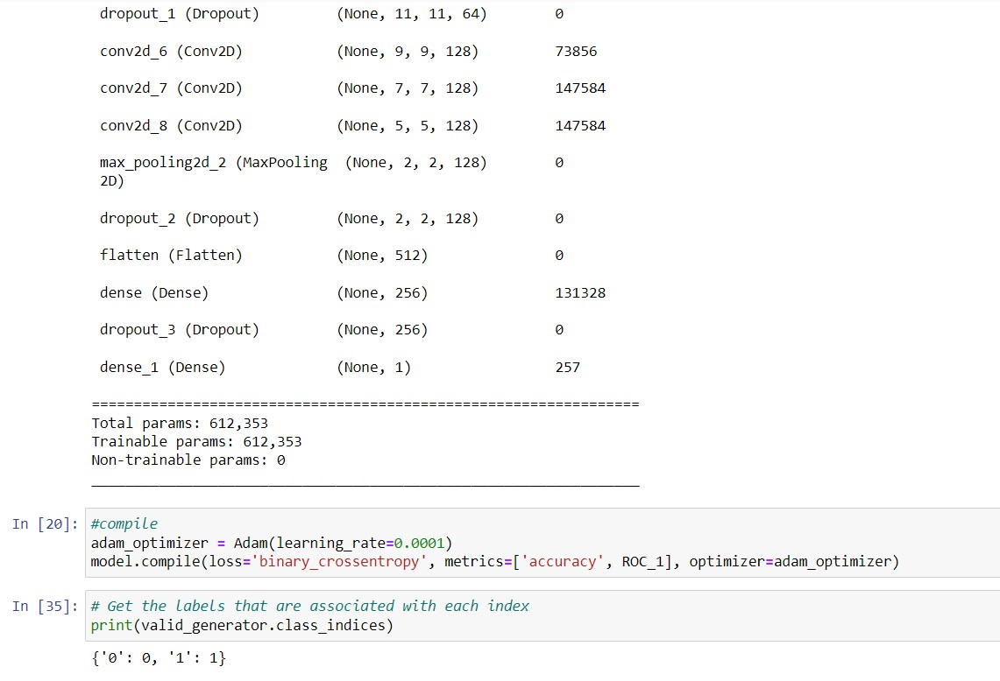 dropout_1 (Dropout) (None, 11, 11, 64) 0
conv2d_6 (Conv2D) (None, 9, 9, 128) 73856
conv2d_7 (Conv2D) (None, 7, 7, 128) 147584
conv2d_8 (Conv2D) (None, 5, 5, 128) 147584
max_pooling2d_2 (MaxPooling (None, 2, 2, 128) 0
2D)
dropout_2 (Dropout) (None, 2, 2, 128) 0
flatten (Flatten) (None, 512) 0
dense (Dense) (None, 256) 131328
dropout_3 (Dropout) (None, 256) 0
dense_1 (Dense) (None, 1) 257
=================================================================
Total params: 612,353
Trainable params: 612,353
Non-trainable params: 0
_________________________________________________________________
In [20]: #compile
adam_optimizer = Adam(learning_rate=0.0001)
model.compile(loss='binary_crossentropy', metrics=['accuracy', ROC_1], optimizer=adam_optimizer)
In [35]: # Get the labels that are associated with each index
print(valid_generator.class_indices)
{'0': 0, '1': 1}